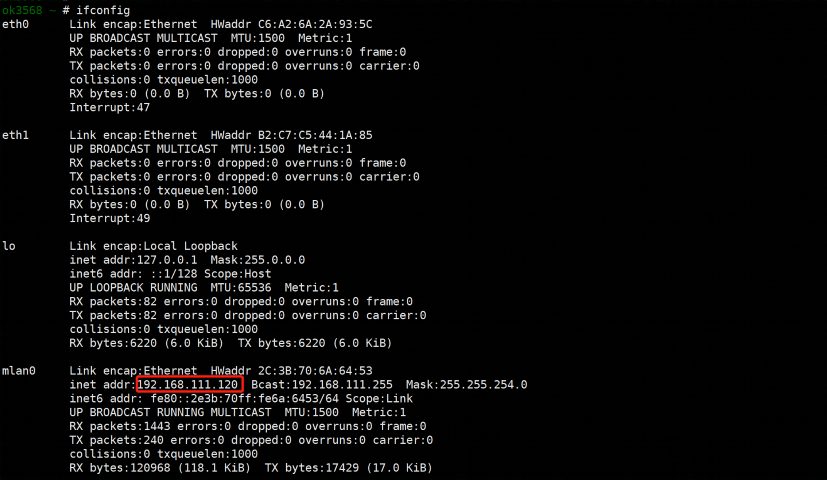 ok3568 ~ # ifconfig
eth0 Link encap:Ethernet HWaddr C6:A2:6A:2A:93:5C
UP BROADCAST MULTICAST MTU:1500 Metric:1
RX packets:0 errors:0 dropped:0 overruns:0 frame:0
TX packets:0 errors:0 dropped:0 overruns:0 carrier:0
collisions:0 txqueuelen:1000
RX bytes:0 (0.0 B) TX bytes:0 (0.0 B)
Interrupt:47
eth1 Link encap:Ethernet HWaddr B2:C7:C5:44:1A:85
UP BROADCAST MULTICAST MTU:1500 Metric:1
RX packets:0 errors:0 dropped:0 overruns:0 frame:0
TX packets:0 errors:0 dropped:0 overruns:0 carrier:0
collisions:0 txqueuelen:1000
RX bytes:0 (0.0 B) TX bytes:0 (0.0 B)
Interrupt:49
lo Link encap:Local Loopback
inet addr:127.0.0.1 Mask:255.0.0.0
inet6 addr: ::1/128 Scope:Host
UP LOOPBACK RUNNING MTU:65536 Metric:1
RX packets:82 errors:0 dropped:0 overruns:0 frame:0
TX packets:82 errors:0 dropped:0 overruns:0 carrier:0
collisions:0 txqueuelen:1000
RX bytes:6220 (6.0 KiB) TX bytes:6220 (6.0 KiB)
mlan0 Link encap:Ethernet HWaddr 2C:3B:70:6A:64:53
inet addr:192.168.111.120 Bcast:192.168.111.255 Mask:255.255.254.0
inet6 addr: fe80::2e3b:70ff:fe6a:6453/64 Scope:Link
UP BROADCAST RUNNING MULTICAST MTU:1500 Metric:1
RX packets:1443 errors:0 dropped:0 overruns:0 frame:0
TX packets:240 errors:0 dropped:0 overruns:0 carrier:0
collisions:0 txqueuelen:1000
RX bytes:120968 (118.1 KiB) TX bytes:17429 (17.0 KiB)